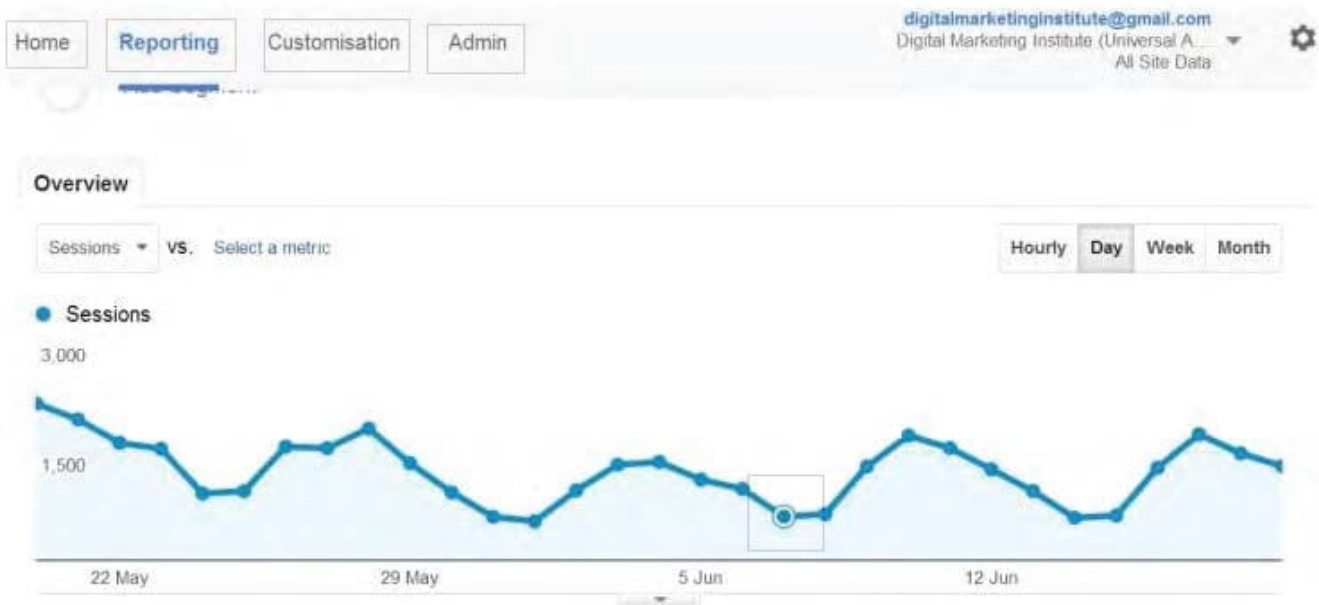 Home Reporting Customisation Admin
digitalmarketinginstitute@gmail.com
Digital Marketing Institute (Universal A...
All Site Data
Overview
Sessions vs. Select a metric
Hourly Day Week Month
Sessions
3,000
1,500
22 May 29 May 5 Jun 12 Jun